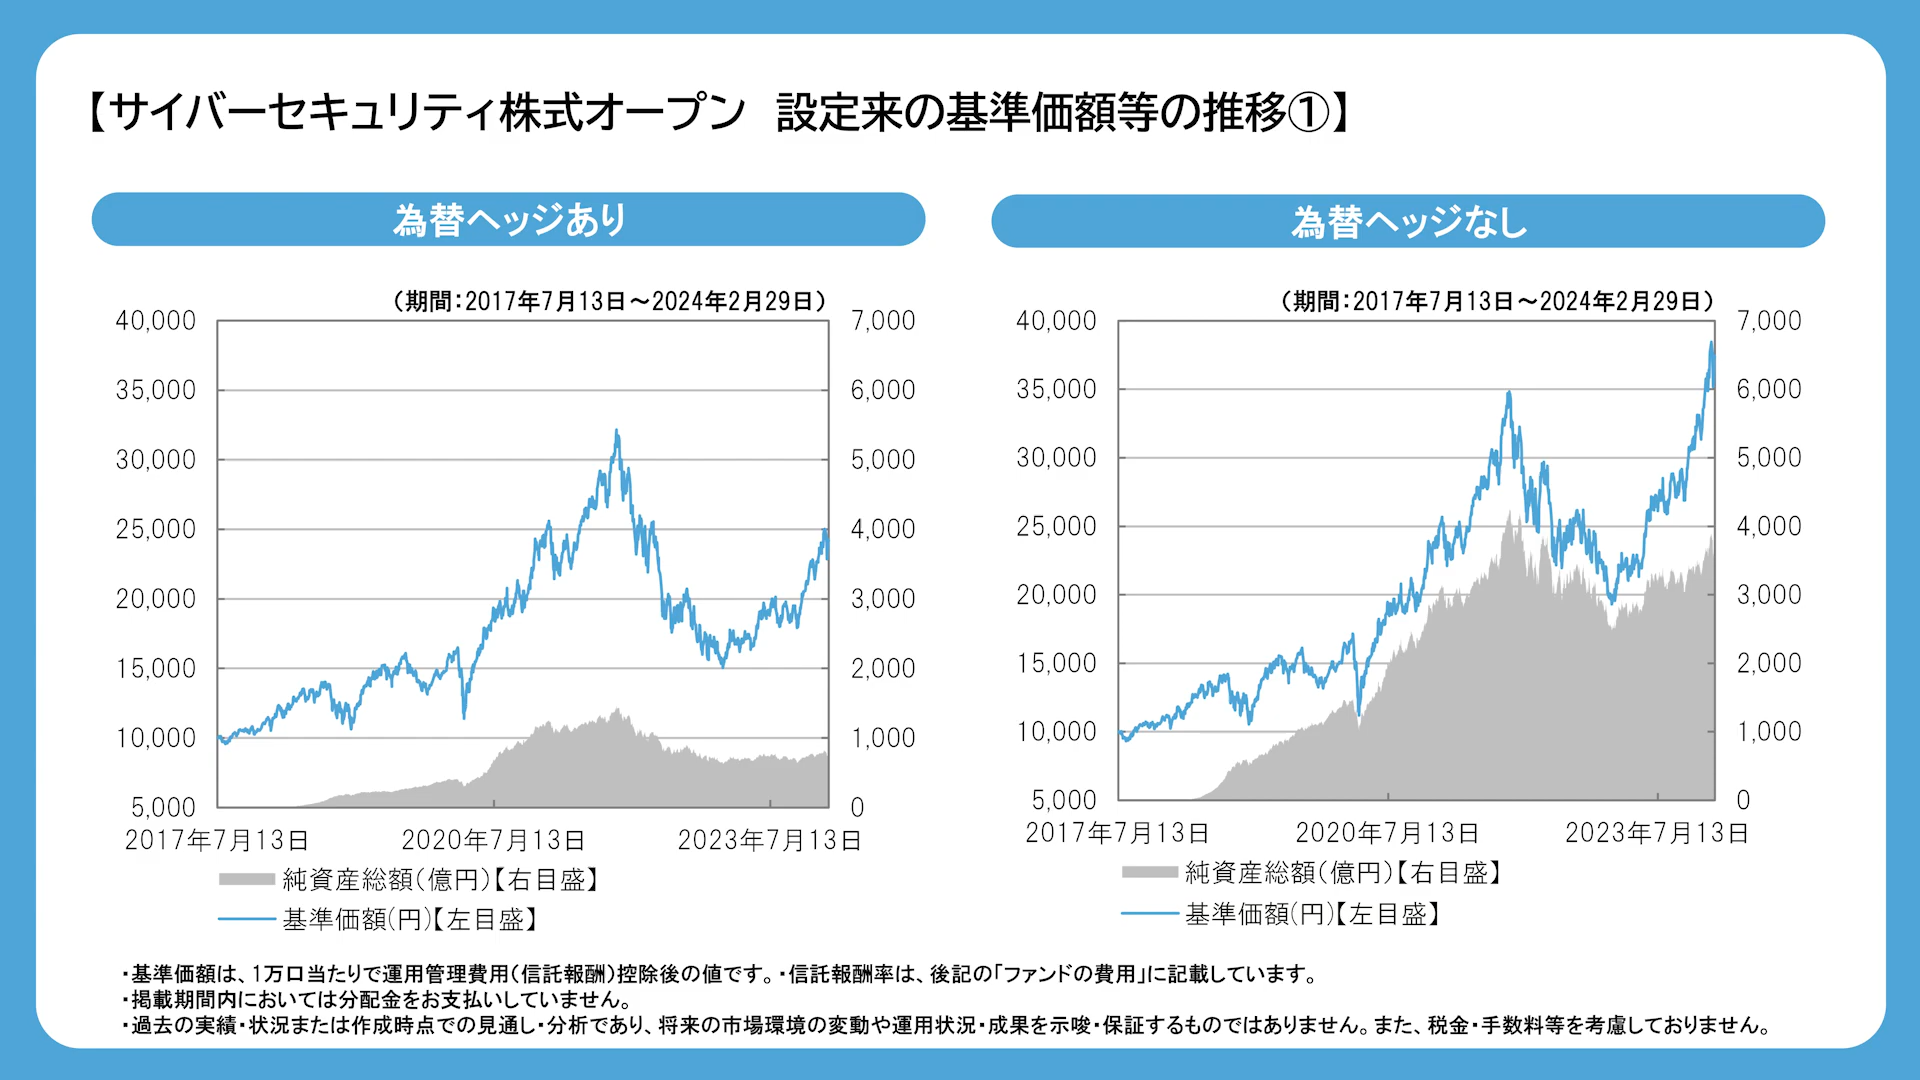 【サイバーセキュリティ株式オープン　設定来の基準価額等の推移①】
為替ヘッジあり
（期間：2017年7月13日～2024年2月29日）
40,000
35,000
30,000
25,000
20,000
15,000
10,000
5,000
7,000
6,000
5,000
4,000
3,000
2,000
1,000
0
2017年7月13日
2020年7月13日
2023年7月13日
純資産総額（億円）【右目盛】
基準価額（円）【左目盛】
為替ヘッジなし
（期間：2017年7月13日～2024年2月29日）
40,000
35,000
30,000
25,000
20,000
15,000
10,000
5,000
7,000
6,000
5,000
4,000
3,000
2,000
1,000
0
2017年7月13日
2020年7月13日
2023年7月13日
純資産総額（億円）【右目盛】
基準価額（円）【左目盛】
・基準価額は、1万口当たりで運用管理費用（信託報酬）控除後の値です。・信託報酬率は、後記の「ファンドの費用」に記載しています。
・掲載期間内においては分配金をお支払いしていません。
・過去の実績・状況または作成時点での見通し・分析であり、将来の市場環境の変動や運用状況・成果を示唆・保証するものではありません。また、税金・手数料等を考慮しておりません。